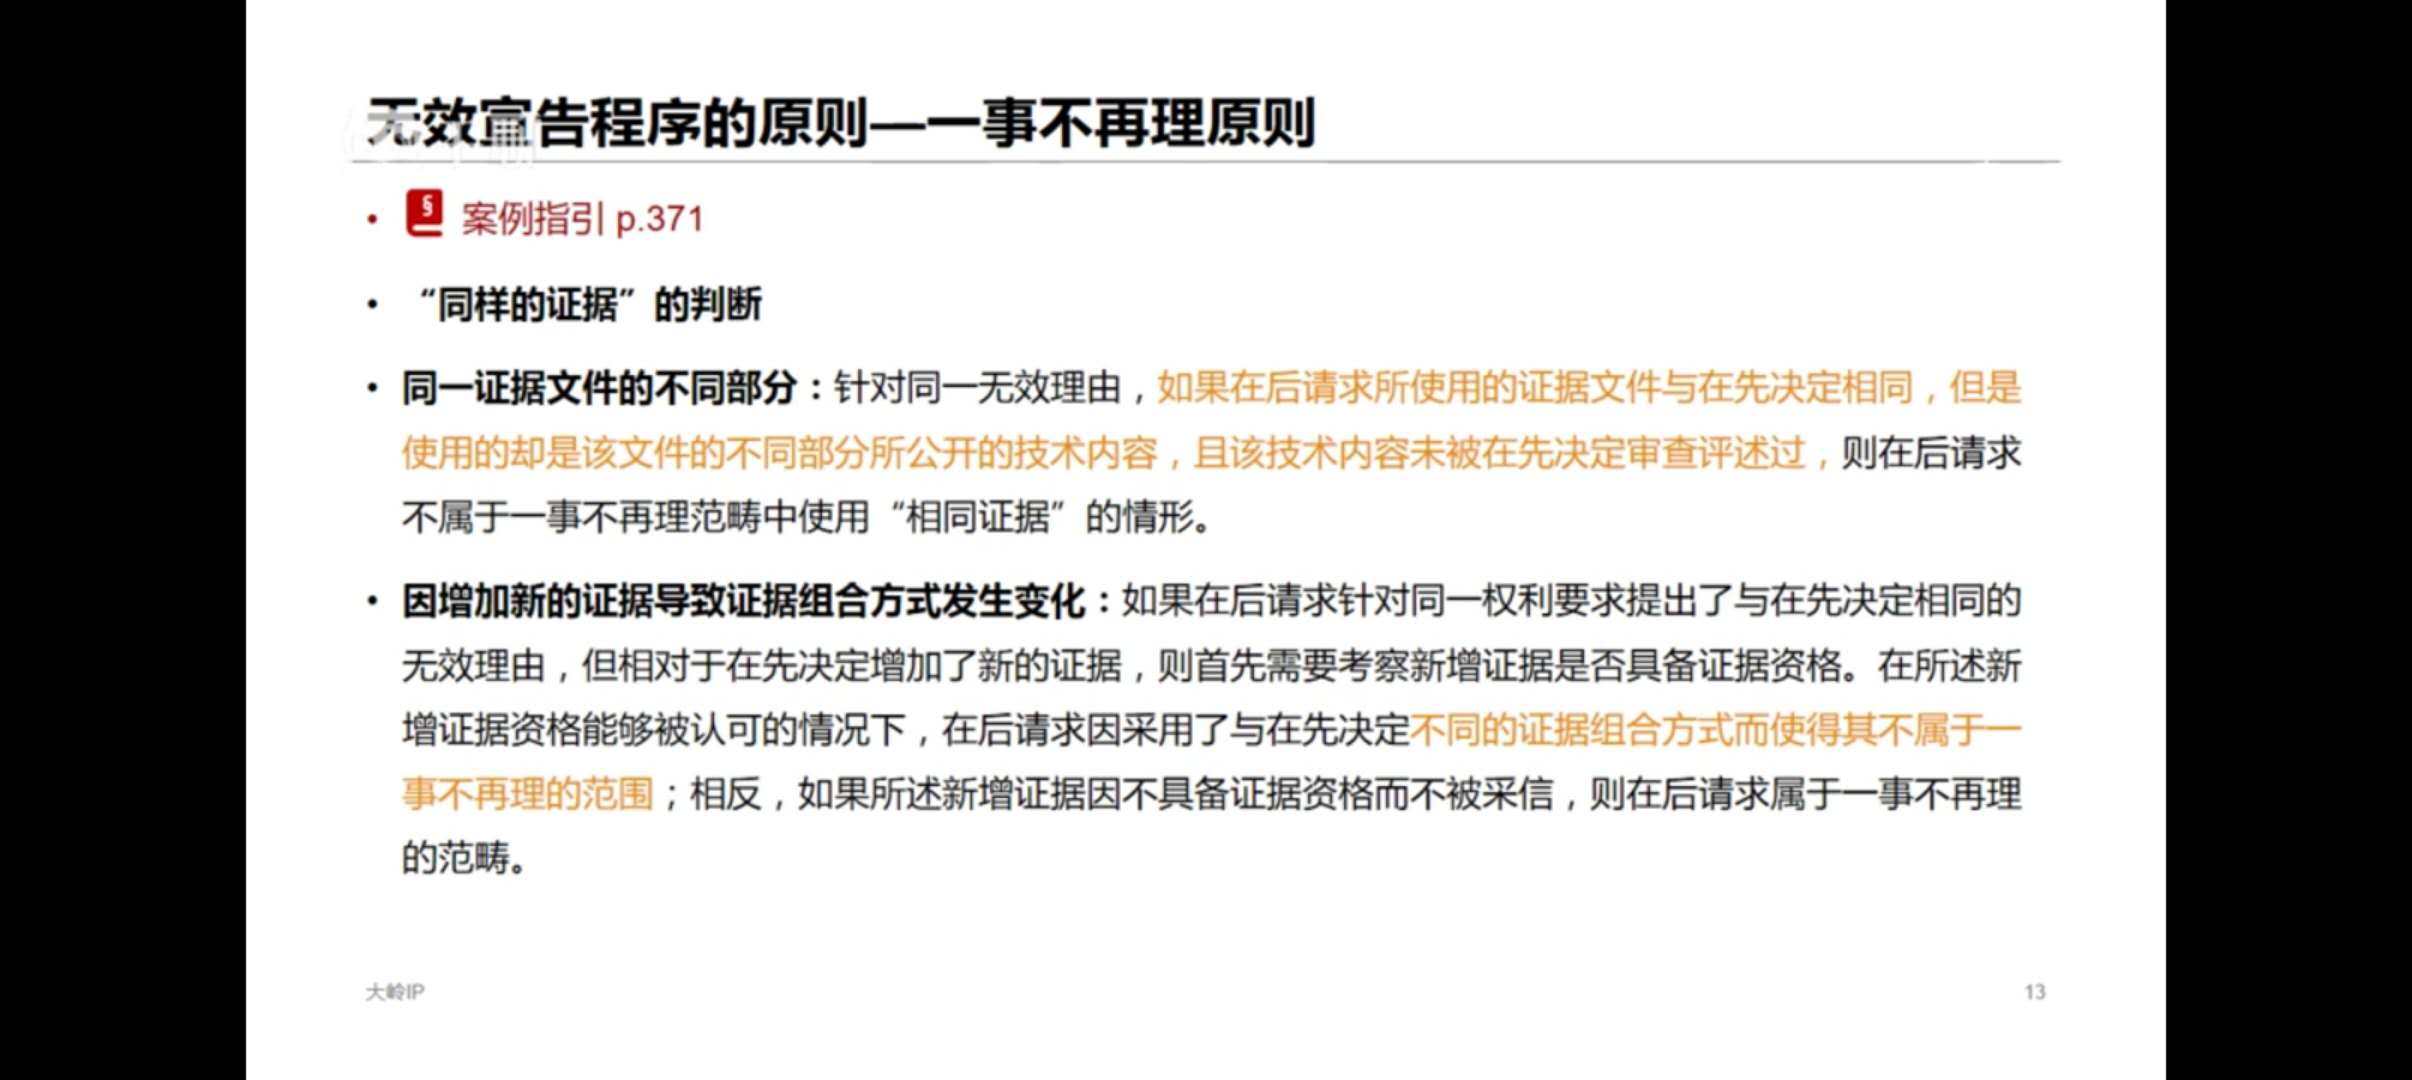 无效宣告程序的原则—一事不再理原则
• § 案例指引 p.371
• “同样的证据”的判断
• 同一证据文件的不同部分：针对同一无效理由，如果在后请求所使用的证据文件与在先决定相同，但是
使用的却是该文件的不同部分所公开的技术内容，且该技术内容未被在先决定审查评述过，则在后请求
不属于一事不再理范畴中使用“相同证据”的情形。
• 因增加新的证据导致证据组合方式发生变化：如果在后请求针对同一权利要求提出了与在先决定相同的
无效理由，但相对于在先决定增加了新的证据，则首先需要考察新增证据是否具备证据资格。在所述新
增证据资格能够被认可的情况下，在后请求因采用了与在先决定不同的证据组合方式而使得其不属于一
事不再理的范围；相反，如果所述新增证据因不具备证据资格而不被采信，则在后请求属于一事不再理
的范畴。
大岭IP
13